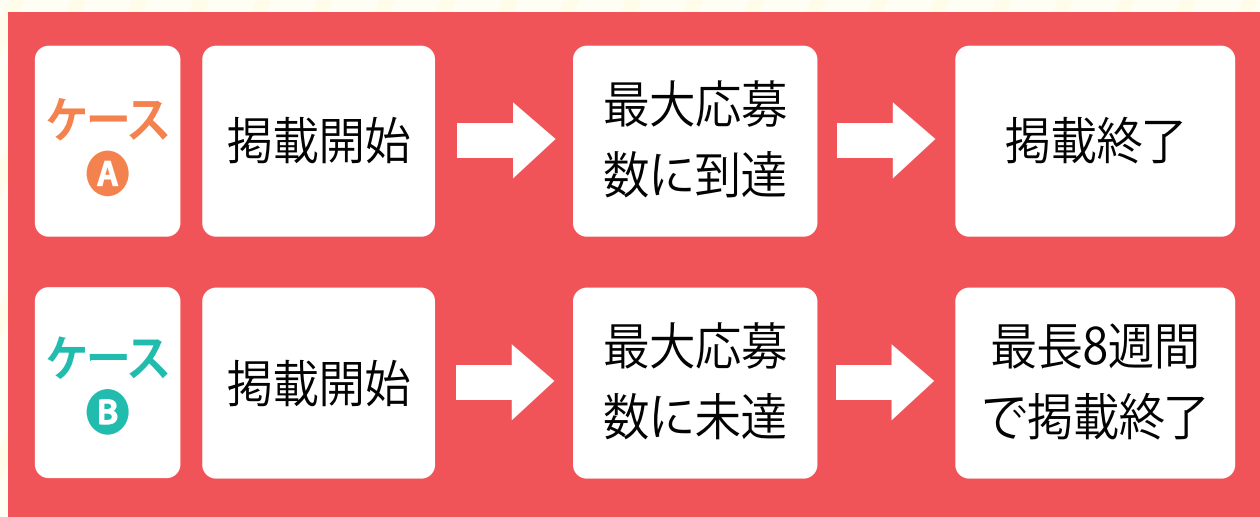 ケース
A
掲載開始
最大応募
数に到達
掲載終了
ケース
B
掲載開始
最大応募
数に未達
最長8週間
で掲載終了